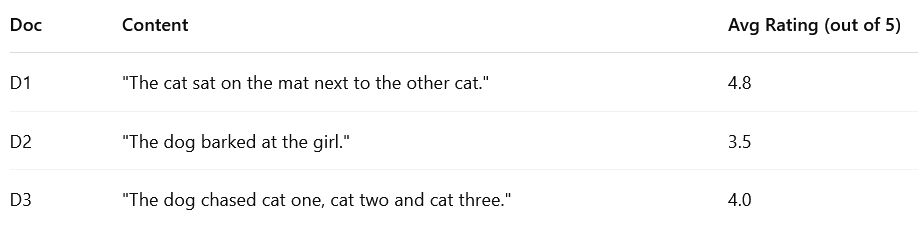 Doc Content Avg Rating (out of 5)
D1 "The cat sat on the mat next to the other cat." 4.8
D2 "The dog barked at the girl." 3.5
D3 "The dog chased cat one, cat two and cat three." 4.0